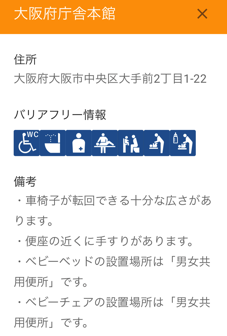 大阪府庁舎本館
住所
大阪府大阪市中央区大手前2丁目1-22
バリアフリー情報
WC
備考
・車椅子が転回できる十分な広さがあ
ります。
・便座の近くに手すりがあります。
・ベビーベッドの設置場所は「男女共
用便所」です。
・ベビーチェアの設置場所は「男女共
用便所」です。